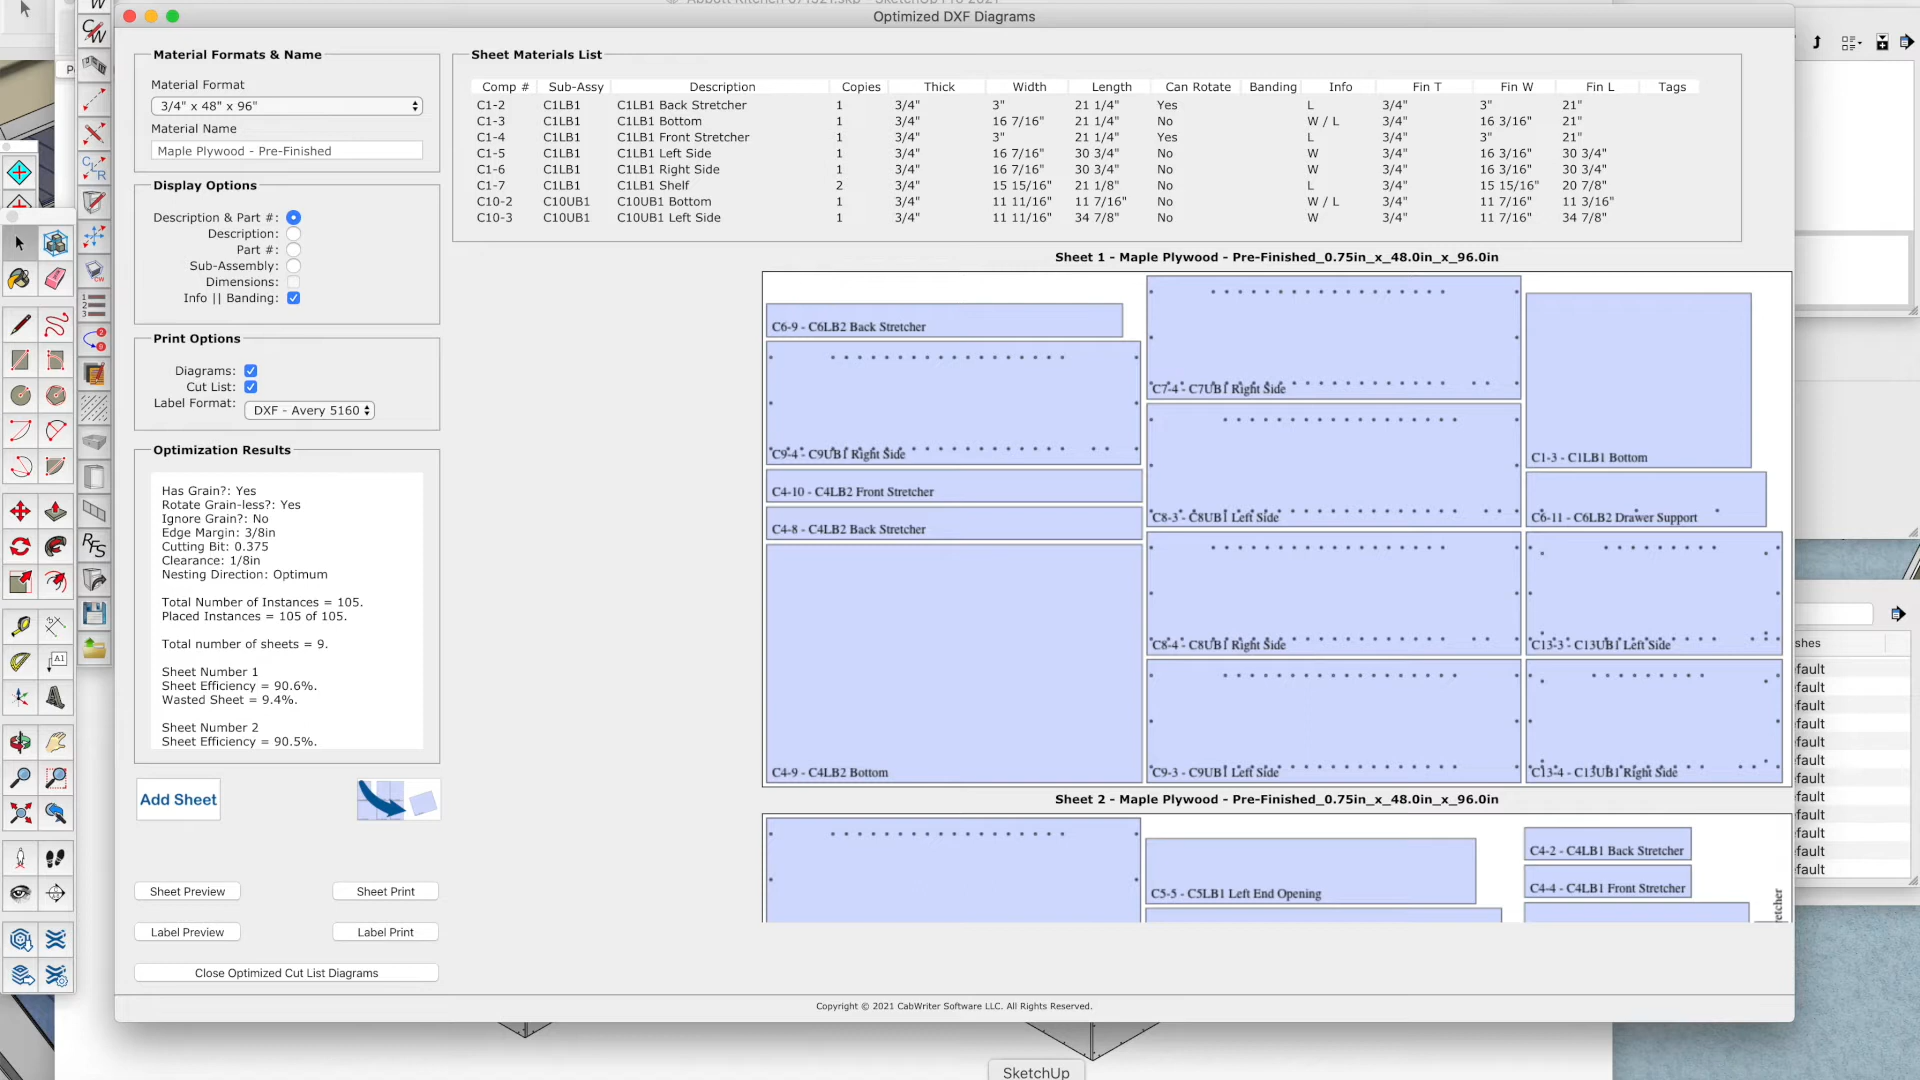 Optimized DXF Diagrams
Material Formats & Name
Material Format
3/4" x 48" x 96"
Material Name
Maple Plywood - Pre-Finished
Display Options
Description & Part #:
Description:
Part #:
Sub-Assembly:
Dimensions:
Info || Banding:
Print Options
Diagrams:
Cut List:
Label Format: DXF - Avery 5160
Optimization Results
Has Grain?: Yes
Rotate Grain-less?: Yes
Ignore Grain?: No
Edge Margin: 3/8in
Cutting Bit: 0.375
Clearance: 1/8in
Nesting Direction: Optimum
Total Number of Instances = 105.
Placed Instances = 105 of 105.
Total number of sheets = 9.
Sheet Number 1
Sheet Efficiency = 90.6%.
Wasted Sheet = 9.4%.
Sheet Number 2
Sheet Efficiency = 90.5%.
Add Sheet
Sheet Preview
Sheet Print
Label Preview
Label Print
Close Optimized Cut List Diagrams
Sheet Materials List
Comp # Sub-Assy Description Copies Thick Width Length Can Rotate Banding Info Fin T Fin W Fin L Tags
C1-2 C1LB1 C1LB1 Back Stretcher 1 3/4" 3" 21 1/4" Yes L 3/4" 3" 21"
C1-3 C1LB1 C1LB1 Bottom 1 3/4" 16 7/16" 21 1/4" No W / L 3/4" 16 3/16" 21"
C1-4 C1LB1 C1LB1 Front Stretcher 1 3/4" 3" 21 1/4" Yes L 3/4" 3" 21"
C1-5 C1LB1 C1LB1 Left Side 1 3/4" 16 7/16" 30 3/4" No W 3/4" 16 3/16" 30 3/4"
C1-6 C1LB1 C1LB1 Right Side 1 3/4" 16 7/16" 30 3/4" No W 3/4" 16 3/16" 30 3/4"
C1-7 C1LB1 C1LB1 Shelf 2 3/4" 15 15/16" 21 1/8" No L 3/4" 15 15/16" 20 7/8"
C10-2 C10UB1 C10UB1 Bottom 1 3/4" 11 11/16" 11 7/16" No W / L 3/4" 11 7/16" 11 3/16"
C10-3 C10UB1 C10UB1 Left Side 1 3/4" 11 11/16" 34 7/8" No W 3/4" 11 7/16" 34 7/8"
Sheet 1 - Maple Plywood - Pre-Finished_0.75in_x_48.0in_x_96.0in
C6-9 - C6LB2 Back Stretcher
C9-4 - C9UB1 Right Side
C4-10 - C4LB2 Front Stretcher
C4-8 - C4LB2 Back Stretcher
C4-9 - C4LB2 Bottom
C7-4 - C7UB1 Right Side
C8-3 - C8UB1 Left Side
C8-4 - C8UB1 Right Side
C9-3 - C9UB1 Left Side
C1-3 - C1LB1 Bottom
C6-11 - C6LB2 Drawer Support
C13-3 - C13UB1 Left Side
C13-4 - C13UB1 Right Side
Sheet 2 - Maple Plywood - Pre-Finished_0.75in_x_48.0in_x_96.0in
C5-5 - C5LB1 Left End Opening
C4-2 - C4LB1 Back Stretcher
C4-4 - C4LB1 Front Stretcher
etcher
Copyright © 2021 CabWriter Software LLC. All Rights Reserved.
SketchUp
shes
efault
efault
efault
efault
efault
efault
efault
efault
efault
efault
efault
efault
RFS
A1
CLR
CW